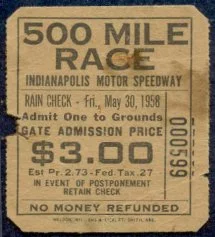 500 MILE
RACE
INDIANAPOLIS MOTOR SPEEDWAY
RAIN CHECK - Fri., May 30, 1958
Admit One to Grounds
GATE ADMISSION PRICE
$3.00
Est Pr. 2.73 - Fed. Tax .27
IN EVENT OF POSTPONEMENT
RETAIN CHECK
NO MONEY REFUNDED
000599